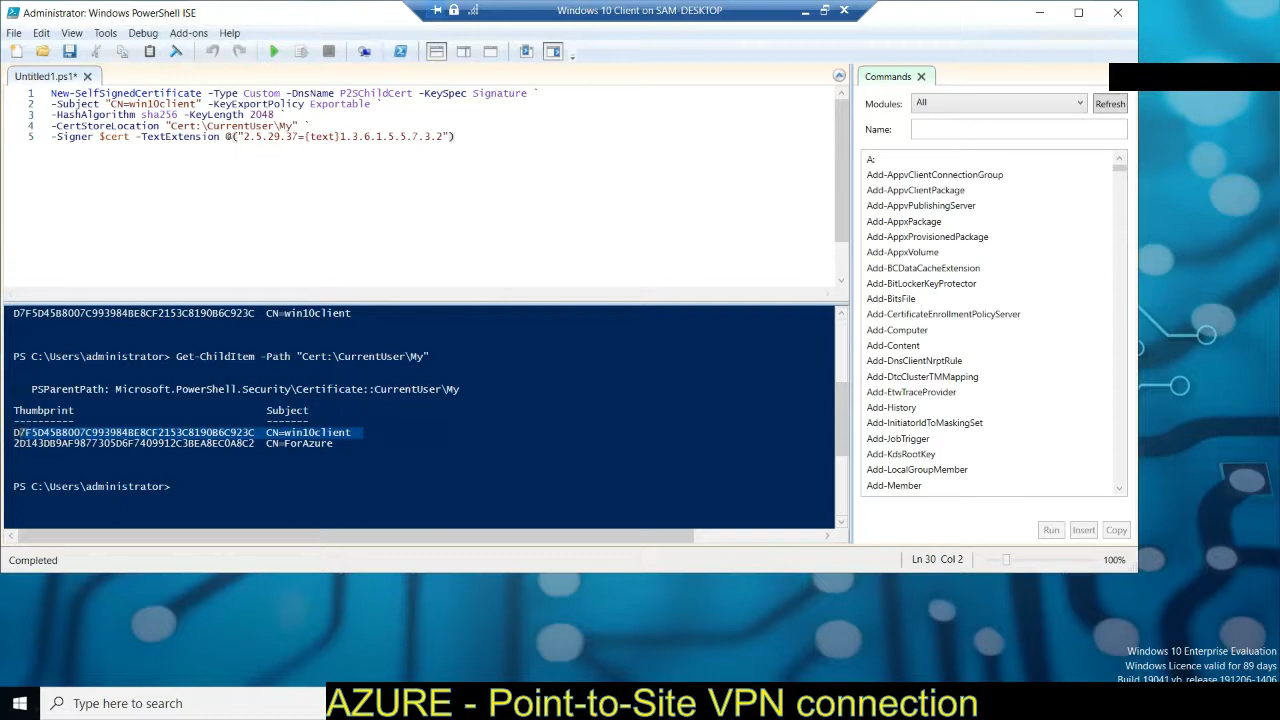 Administrator: Windows PowerShell ISE
Windows 10 Client on SAM-DESKTOP
File Edit View Tools Debug Add-ons Help
Untitled1.ps1*
1 New-SelfSignedCertificate -Type Custom -DnsName P2SChildCert -KeySpec Signature `
2 -Subject "CN=win10client" -KeyExportPolicy Exportable `
3 -HashAlgorithm sha256 -KeyLength 2048 `
4 -CertStoreLocation "Cert:\CurrentUser\My" `
5 -Signer $cert -TextExtension @("2.5.29.37={text}1.3.6.1.5.5.7.3.2")
D7F5D45B8007C993984BE8CF2153C8190B6C923C CN=win10client
PS C:\Users\administrator> Get-ChildItem -Path "Cert:\CurrentUser\My"
PSParentPath: Microsoft.PowerShell.Security\Certificate::CurrentUser\My
Thumbprint Subject
---------- -------
D7F5D45B8007C993984BE8CF2153C8190B6C923C CN=win10client
2D143DB9AF9877305D6F7409912C3BEA8EC0A8C2 CN=ForAzure
PS C:\Users\administrator>
Completed
Ln 30 Col 2
100%
Commands
Modules: All Refresh
Name:
A:
Add-AppvClientConnectionGroup
Add-AppvClientPackage
Add-AppvPublishingServer
Add-AppxPackage
Add-AppxProvisionedPackage
Add-AppxVolume
Add-BCDataCacheExtension
Add-BitLockerKeyProtector
Add-BitsFile
Add-CertificateEnrollmentPolicyServer
Add-Computer
Add-Content
Add-DnsClientNrptRule
Add-DtcClusterTMMapping
Add-EtwTraceProvider
Add-History
Add-InitiatorIdToMaskingSet
Add-JobTrigger
Add-KdsRootKey
Add-LocalGroupMember
Add-Member
Run Insert Copy
Windows 10 Enterprise Evaluation
Windows Licence valid for 89 days
Build 19041.vb_release.191206-1406
Type here to search
AZURE - Point-to-Site VPN connection